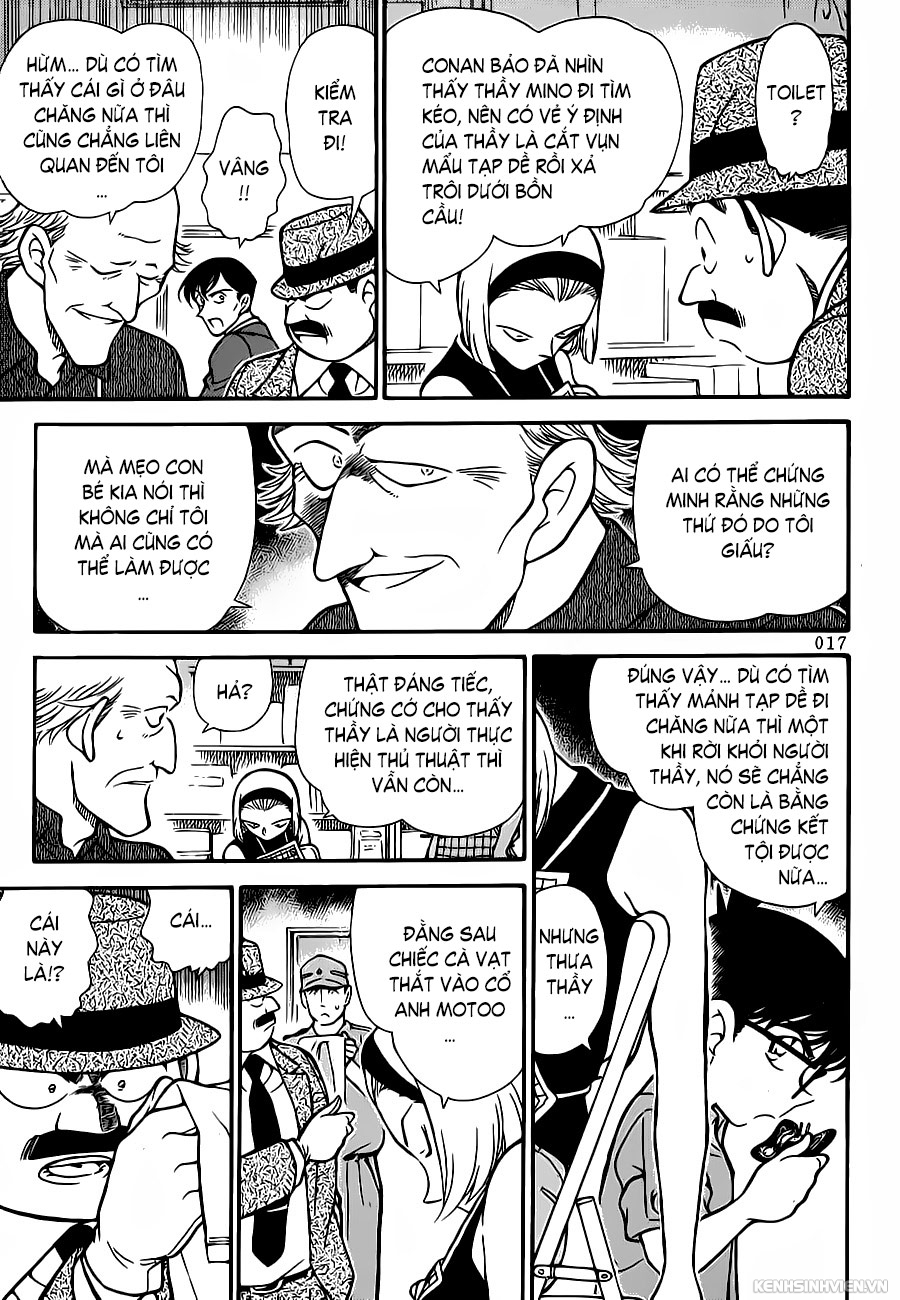 TOILET
?
CONAN BẢO ĐÃ NHÌN
THẤY THẦY MINO ĐI TÌM
KÉO, NÊN CÓ VẺ Ý ĐỊNH
CỦA THẦY LÀ CẮT VỤN
MẨU TẠP DỀ RỒI XẢ
TRÔI DƯỚI BỒN
CẦU!
KIỂM
TRA
ĐI!
VÂNG
!!
HỪM... DÙ CÓ TÌM
THẤY CÁI GÌ Ở ĐÂU
CHĂNG NỮA THÌ
CŨNG CHẲNG LIÊN
QUAN ĐẾN TÔI
...
AI CÓ THỂ CHỨNG
MINH RẰNG NHỮNG
THỨ ĐÓ DO TÔI
GIẤU?
MÀ MẸO CON
BÉ KIA NÓI THÌ
KHÔNG CHỈ TÔI
MÀ AI CŨNG CÓ
THỂ LÀM ĐƯỢC
...
017
ĐÚNG VẬY... DÙ CÓ TÌM
THẤY MẢNH TẠP DỀ ĐI
CHĂNG NỮA THÌ MỘT
KHI RỜI KHỎI NGƯỜI
THẦY, NÓ SẼ CHẲNG
CÒN LÀ BẰNG
CHỨNG KẾT
TỘI ĐƯỢC
NỮA...
NHƯNG
THƯA
THẦY
...
THẬT ĐÁNG TIẾC,
CHỨNG CỚ CHO THẤY
THẦY LÀ NGƯỜI THỰC
HIỆN THỦ THUẬT THÌ
VẪN CÒN...
HẢ?
ĐẰNG SAU
CHIẾC CÀ VẠT
THẮT VÀO CỔ
ANH MOTOO
...
CÁI...
CÁI
NÀY
LÀ!?
KENHSINHVIEN.VN